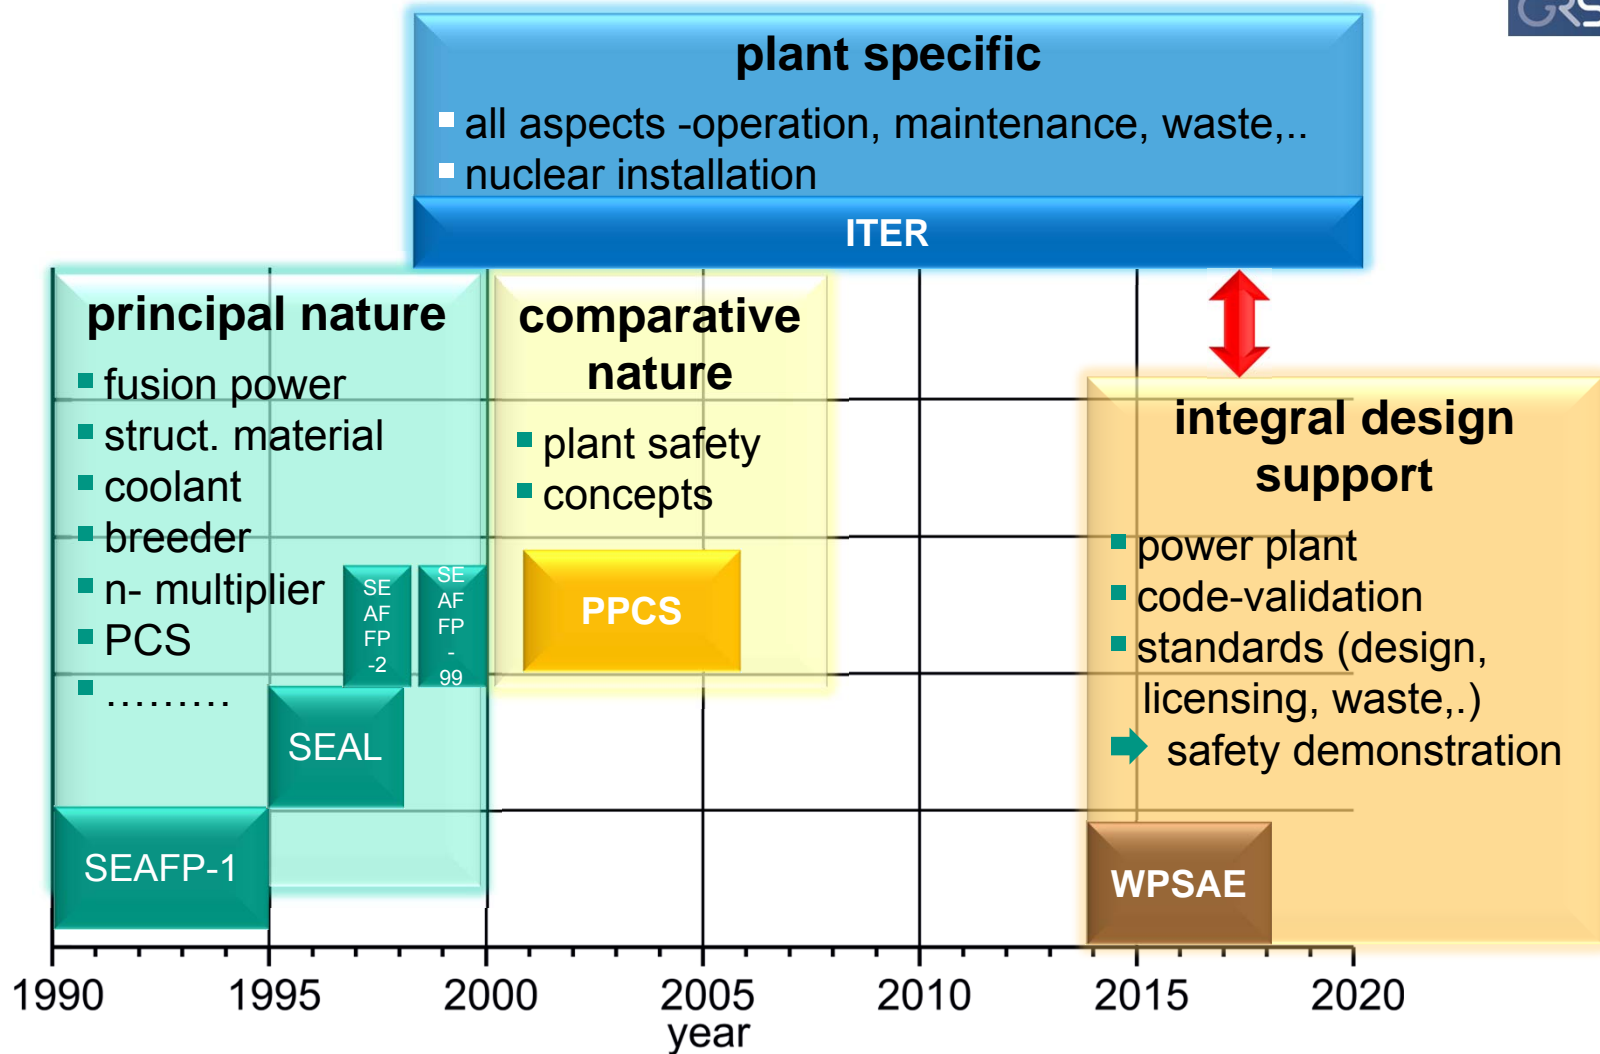 GRS
plant specific
all aspects -operation, maintenance, waste,..
nuclear installation
ITER
principal nature
fusion power
struct. material
coolant
breeder
n- multiplier
PCS
.........
SE
AF
FP
-2
SE
AF
FP
-
99
SEAL
SEAFP-1
comparative
nature
plant safety
concepts
PPCS
integral design
support
power plant
code-validation
standards (design,
licensing, waste,.)
safety demonstration
WPSAE
1990 1995 2000 2005 2010 2015 2020
year